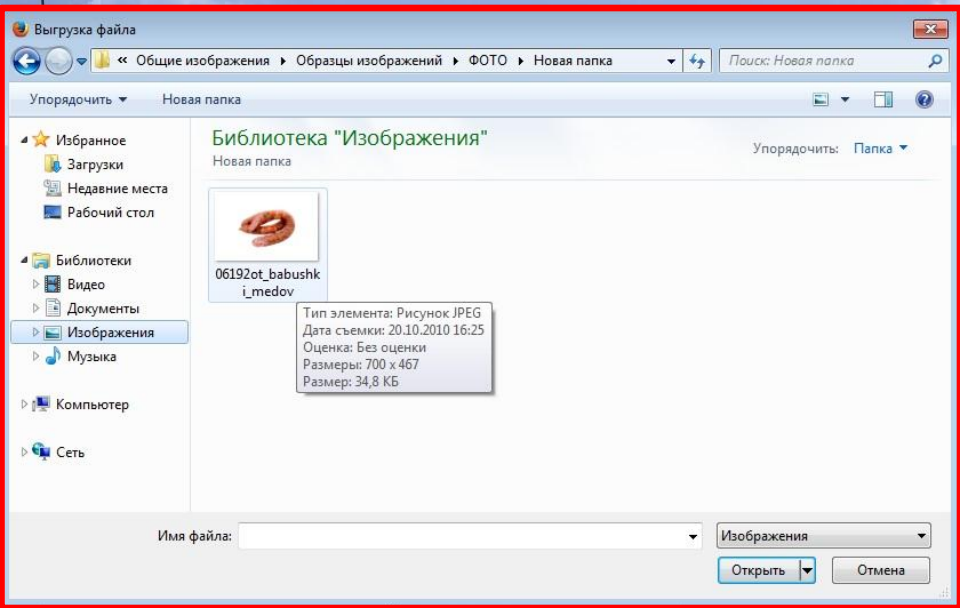 Выгрузка файла
« Общие изображения ▸ Образцы изображений ▸ ФОТО ▸ Новая папка
Поиск: Новая папка
Упорядочить ▾ Новая папка
Избранное
Загрузки
Недавние места
Рабочий стол
Библиотеки
Видео
Документы
Изображения
Музыка
Компьютер
Сеть
Библиотека "Изображения"
Новая папка
Упорядочить: Папка ▾
06192ot_babushk
i_medov
Тип элемента: Рисунок JPEG
Дата съемки: 20.10.2010 16:25
Оценка: Без оценки
Размеры: 700 x 467
Размер: 34,8 КБ
Имя файла:
Изображения
Открыть
Отмена